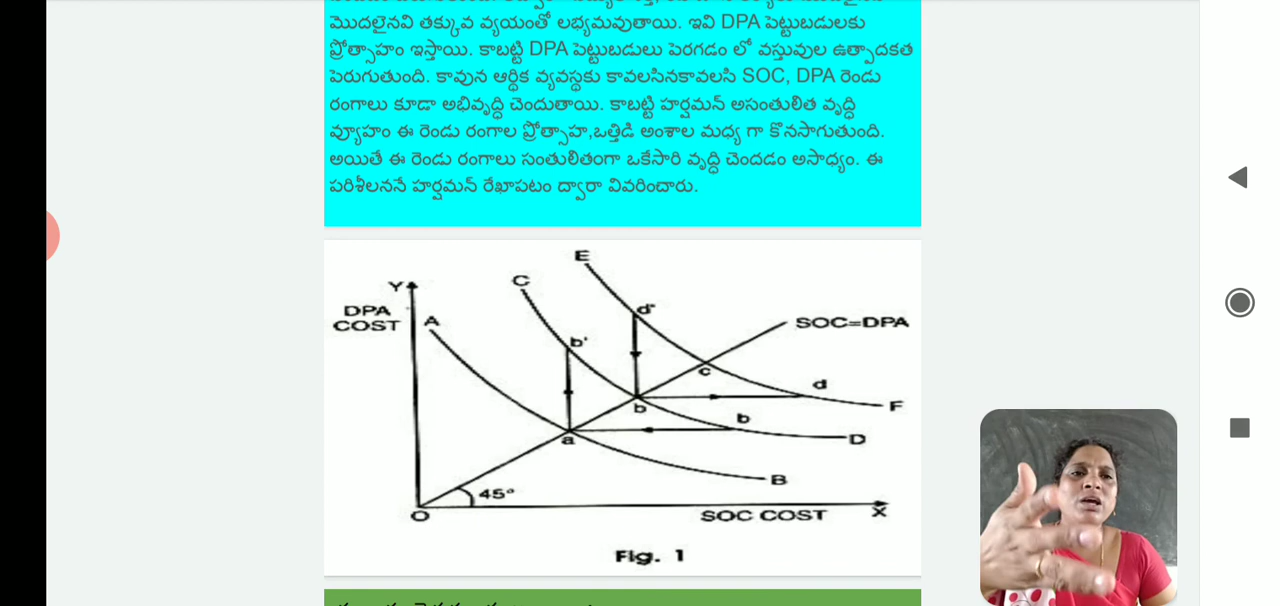 మొదలైనవి తక్కువ వ్యయంతో లభ్యమవుతాయి. ఇవి DPA పెట్టుబడులకు
ప్రోత్సాహం ఇస్తాయి. కాబట్టి DPA పెట్టుబడులు పెరగడం లో వస్తువుల ఉత్పాదకత
పెరుగుతుంది. కావున ఆర్థిక వ్యవస్థకు కావలసినకావలసి SOC, DPA రెండు
రంగాలు కూడా అభివృద్ధి చెందుతాయి. కాబట్టి హర్షమన్ అసంతులిత వృద్ధి
వ్యూహం ఈ రెండు రంగాల ప్రోత్సాహ,ఒత్తిడి అంశాల మధ్య గా కొనసాగుతుంది.
అయితే ఈ రెండు రంగాలు సంతులితంగా ఒకేసారి వృద్ధి చెందడం అసాధ్యం. ఈ
పరిశీలననే హర్షమన్ రేఖాపటం ద్వారా వివరించారు.
E
C
Y
DPA
COST
A
d'
SOC=DPA
b'
c
d
F
b
b
D
a
B
45°
O
SOC COST
X
Fig. 1